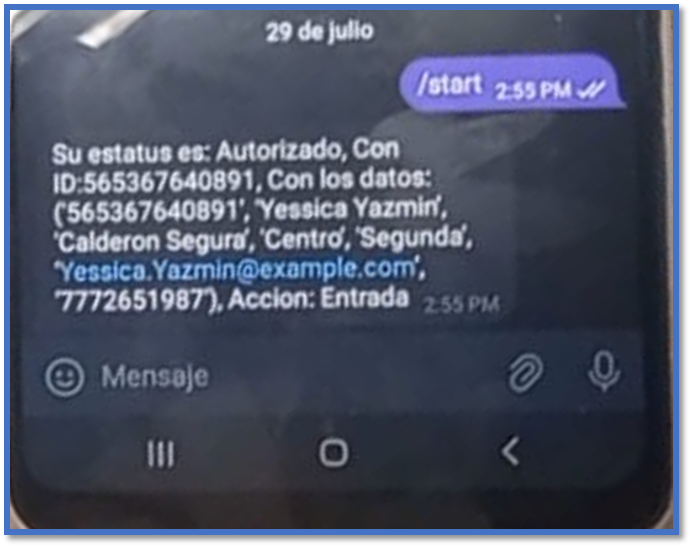 29 de julio
/start 2:55 PM
Su estatus es: Autorizado, Con
ID:565367640891, Con los datos:
('565367640891', 'Yessica Yazmin',
'Calderon Segura', 'Centro', 'Segunda',
'Yessica.Yazmin@example.com',
'7772651987'), Accion: Entrada 2:55 PM
Mensaje